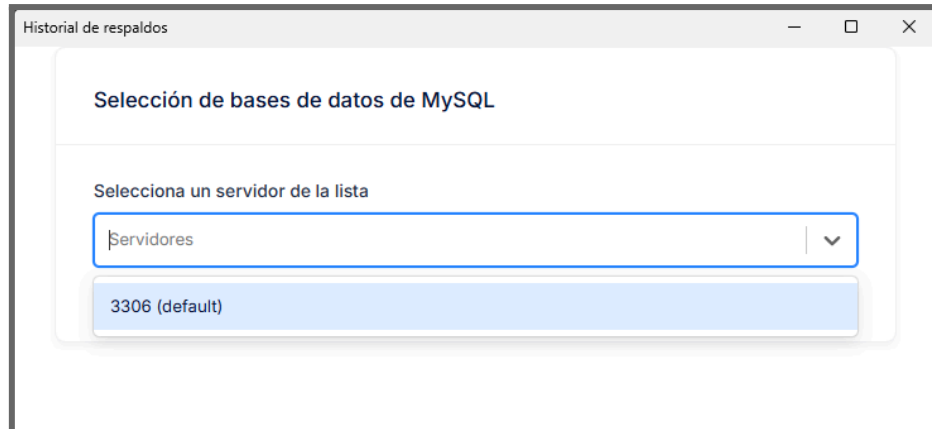 Historial de respaldos
Selección de bases de datos de MySQL
Selecciona un servidor de la lista
Servidores
3306 (default)